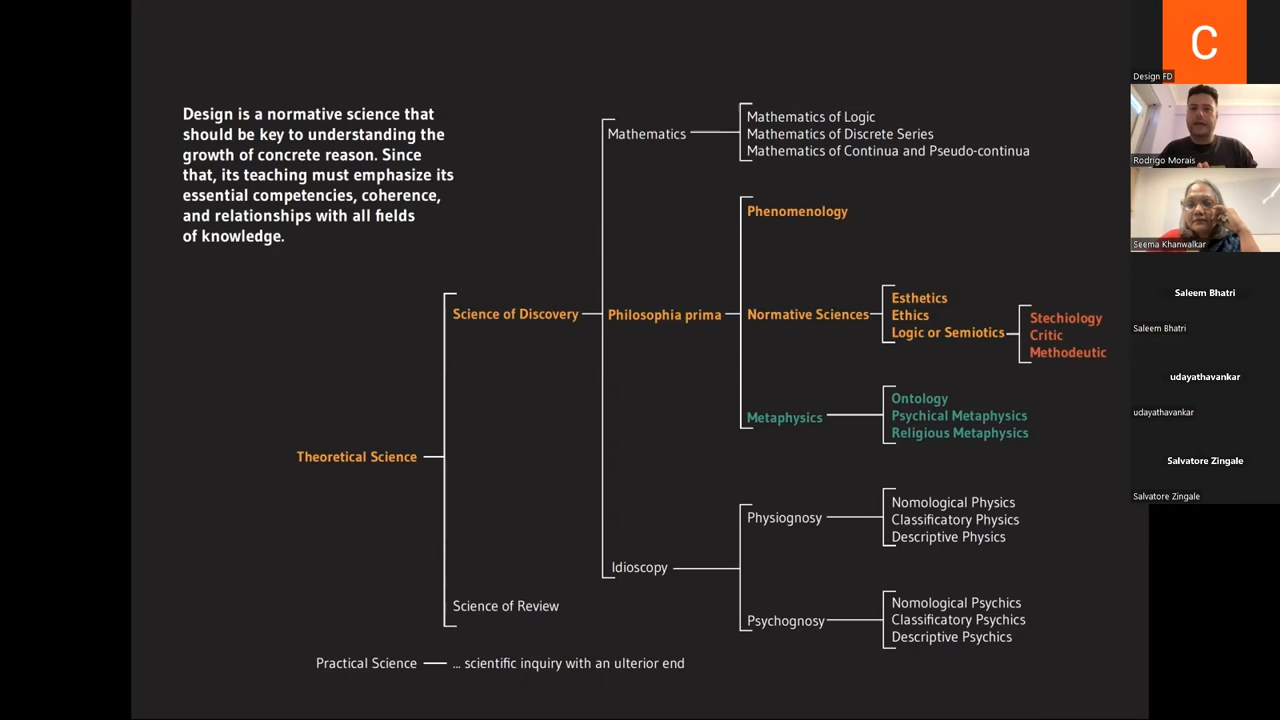 Design is a normative science that
should be key to understanding the
growth of concrete reason. Since
that, its teaching must emphasize its
essential competencies, coherence,
and relationships with all fields
of knowledge.
Theoretical Science
Science of Discovery
Science of Review
Mathematics
Mathematics of Logic
Mathematics of Discrete Series
Mathematics of Continua and Pseudo-continua
Philosophia prima
Phenomenology
Normative Sciences
Esthetics
Ethics
Logic or Semiotics
Stechiology
Critic
Methodeutic
Metaphysics
Ontology
Psychical Metaphysics
Religious Metaphysics
Idioscopy
Physiognosy
Nomological Physics
Classificatory Physics
Descriptive Physics
Psychognosy
Nomological Psychics
Classificatory Psychics
Descriptive Psychics
Practical Science
... scientific inquiry with an ulterior end
C
Design FD
Rodrigo Morais
Seema Khanwalkar
Saleem Bhatri
Saleem Bhatri
udayathavankar
udayathavankar
Salvatore Zingale
Salvatore Zingale